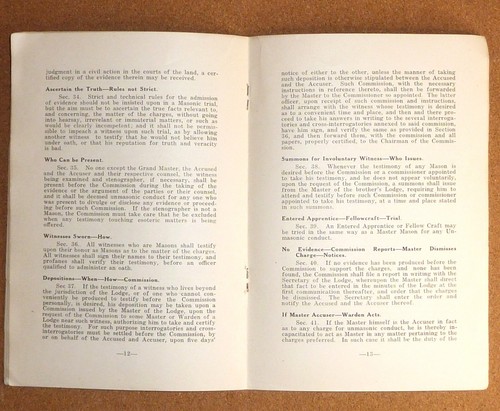 judgment in a civil action in the courts of the land, a cer-
tified copy of the evidence therein may be received.
Ascertain the Truth—Rules not Strict.
Sec. 34. Strict and technical rules for the admission
of evidence should not be insisted upon in a Masonic trial,
but the aim must be to ascertain the true facts relevant to,
and concerning, the matter of the charges, without going
into hearsay, irrevelant or immaterial matters, or such as
would be simply incompetent; and it shall not be permis-
sible to impeach a witness upon such trial, as by allowing
another witness to testify that he would not believe him
under oath, or that his reputation for truth and veracity
is bad.
Who Can be Present.
Sec. 35. No one except the Grand Master, the Accused
and the Accuser and their respective counsel, the witness
being examined and stenographer, if necessary, shall be
present before the Commission during the taking of the
evidence or the argument of the parties or their counsel,
and it shall be deemed unmasonic conduct for any one who
was present to divulge or disclose any evidence or proceed-
ing before such Commission. If the stenographer is not a
Mason, the Commission must take care that he be excluded
when any testimony touching esoteric matters is being
offered.
Witnesses Sworn—How.
Sec. 36. All witnesses who are Masons shall testify
upon their honor as Masons as to the matter of the charges.
All witnesses shall sign their names to their testimony, and
profanes shall verify their testimony, before an officer
qualified to administer an oath.
Depositions—When—How—Commission.
Sec. 37. If the testimony of a witness who lives beyond
the jurisdiction of the Lodge, or of one who cannot con-
veniently be produced to testify before the Commission
personally, is desired, his deposition may be taken upon a
Commission issued by the Master of the Lodge, upon the
request of the Commission to some Master or Warden of a
Lodge near such witness, authorizing him to take and certify
the testimony. For such purpose interrogatories and cross-
interrogatories must be settled before the Commission, by
or on behalf of the Accused and Accuser, upon five days'
—12—
notice of either to the other, unless the manner of taking
such deposition is otherwise stipulated between the Accused
and the Accuser. Such Commission, with the necessary
instructions in reference thereto, shall then be forwarded
by the Master to the Commissioner so appointed. The latter
officer, upon receipt of such commission and instructions,
shall arrange with the witness whose testimony is desired
as to a convenient time and place, and then and there pro-
ceed to take his answers in writing to the several interroga-
tories and cross-interrogatories annexed to said commission,
have him sign, and verify the same as provided in Section
36, and then forward them, with the commission and all
papers, properly certified, to the Chairman of the Commis-
sion.
Summons for Involuntary Witness—Who Issues.
Sec. 38. Whenever the testimony of any Mason is
desired before the Commission or a commissioner appointed
to take his testimony, and he does not appear voluntarily,
upon the request of the Commission, a summons shall issue
from the Master of the brother's Lodge, requiring him to
attend and testify before such Commission or commissioner
appointed to take his testimony, at a time and place stated
in such summons.
Entered Apprentice—Fellowcraft—Trial.
Sec. 39. An Entered Apprentice or Fellow Craft may
be tried in the same way as a Master Mason for any Un-
masonic conduct.
No Evidence—Commission Reports—Master Dismisses
Charge—Notices.
Sec. 40. If no evidence has been produced before the
Commission to support the charges, and none has been
found, the Commission shall file a report in writing with the
Secretary of the Lodge, whereupon the Master shall direct
that fact to be entered in the minutes of the Lodge at the
first communication thereafter, and order that the charges
be dismissed. The Secretary shall enter the order and
notify the Accused and the Accuser thereof.
If Master Accuser—Warden Acts.
Sec. 41. If the Master himself is the Accuser in fact
as to any charge for unmasonic conduct, he is thereby in-
capacitated to act as Master in any matter pertaining to the
charges preferred. In such case it shall be the duty of the
—13—